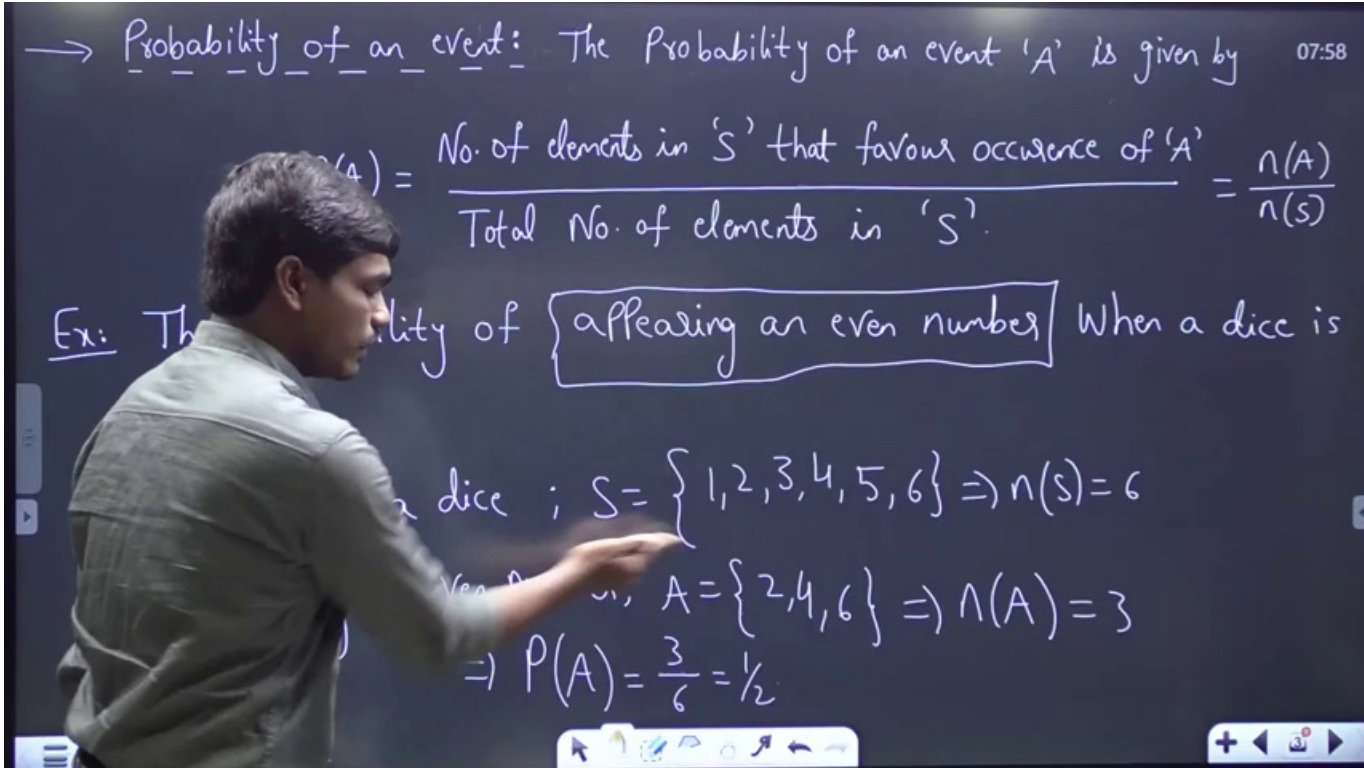 → Probability of an event: The Probability of an event 'A' is given by 07:58
No. of elements in 'S' that favour occurence of 'A'
(A) = ——— = n(A)/n(S)
Total No. of elements in 'S'.
Ex: Th lity of appearing an even number When a dice is
a dice ; S = {1,2,3,4,5,6} => n(S) = 6
A = {2,4,6} => n(A) = 3
=> P(A) = 3/6 = 1/2
3